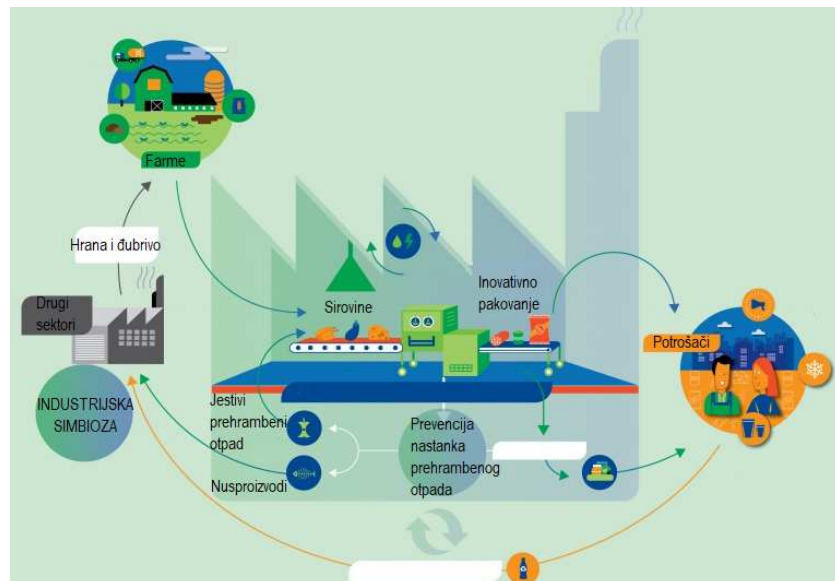 Farme
Hrana i đubrivo
Drugi
sektori
INDUSTRIJSKA
SIMBIOZA
Sirovine
Inovativno
pakovanje
Potrošači
Jestivi
prehrambeni
otpad
Nusproizvodi
Prevencija
nastanka
prehrambenog
otpada